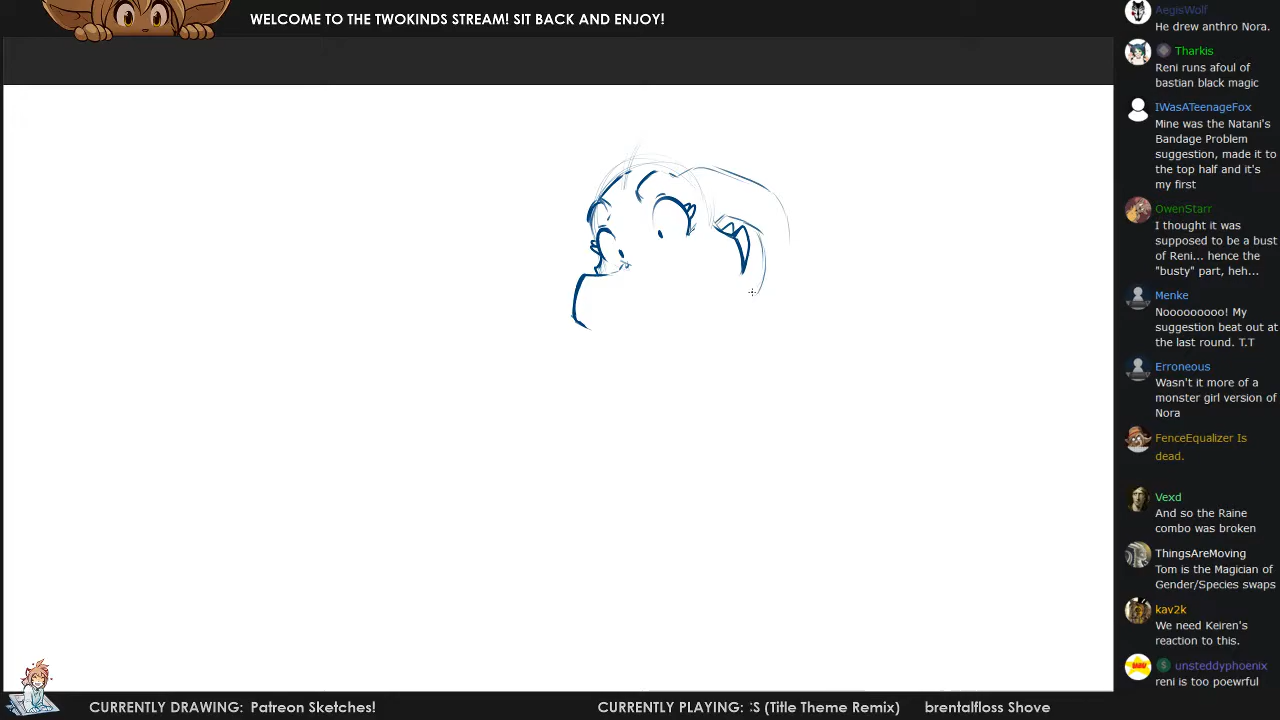 WELCOME TO THE TWOKINDS STREAM! SIT BACK AND ENJOY!
AegisWolf
He drew anthro Nora.
Tharkis
Reni runs afoul of
bastian black magic
IWasATeenageFox
Mine was the Natani's
Bandage Problem
suggestion, made it to
the top half and it's
my first
OwenStarr
I thought it was
supposed to be a bust
of Reni... hence the
"busty" part, heh...
Menke
Nooooooooo! My
suggestion beat out at
the last round. T.T
Erroneous
Wasn't it more of a
monster girl version of
Nora
FenceEqualizer Is
dead.
Vexd
And so the Raine
combo was broken
ThingsAreMoving
Tom is the Magician of
Gender/Species swaps
kav2k
We need Keiren's
reaction to this.
unsteddyphoenix
reni is too poewrful
CURRENTLY DRAWING: Patreon Sketches!
CURRENTLY PLAYING: :S (Title Theme Remix) brentalfloss Shove